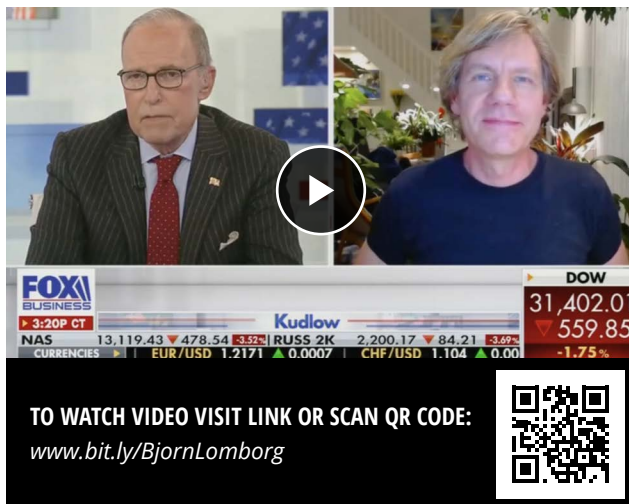 FOX
BUSINESS
3:20P CT
Kudlow
DOW
31,402.01
559.85
-1.75%
NAS 13,119.43 478.54 -3.52% RUSS 2K 2,200.17 84.21 -3.69%
CURRENCIES EUR/USD 1.2171 0.0007 CHF/USD 1.104 0.00
TO WATCH VIDEO VISIT LINK OR SCAN QR CODE:
www.bit.ly/BjornLomborg